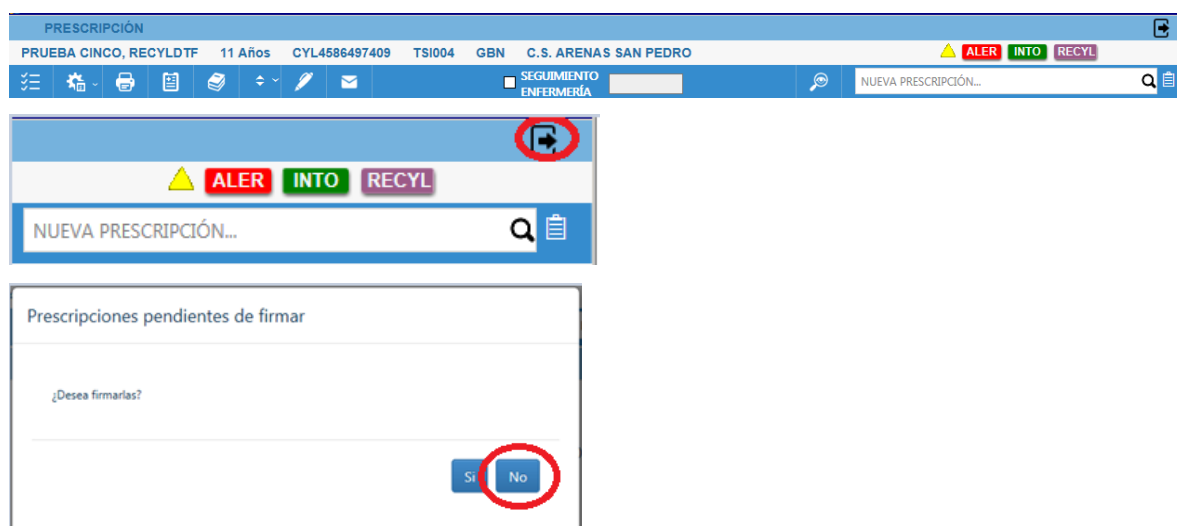 PRESCRIPCIÓN
PRUEBA CINCO, RECYLDTF 11 Años CYL4586497409 TSI004 GBN C.S. ARENAS SAN PEDRO ALER INTO RECYL
SEGUIMIENTO
ENFERMERÍA
NUEVA PRESCRIPCIÓN...
ALER INTO RECYL
NUEVA PRESCRIPCIÓN...
Prescripciones pendientes de firmar
¿Desea firmarlas?
Si No